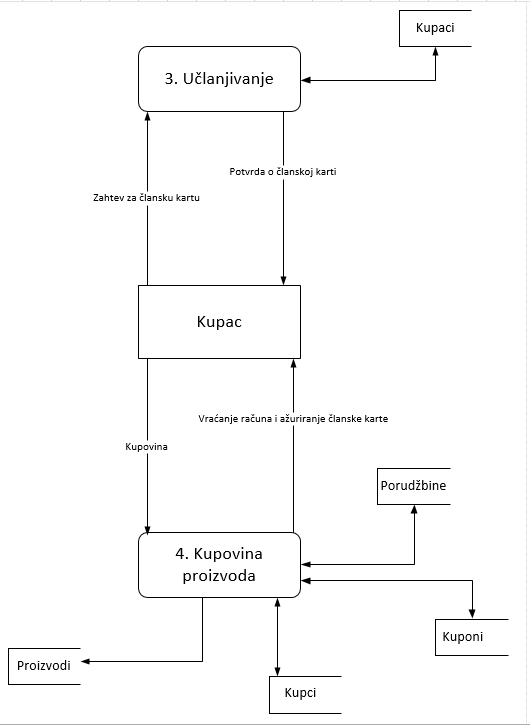 Kupaci
3. Učlanjivanje
Potvrda o članskoj karti
Zahtev za člansku kartu
Kupac
Vraćanje računa i ažuriranje članske karte
Kupovina
Porudžbine
4. Kupovina
proizvoda
Kuponi
Proizvodi
Kupci